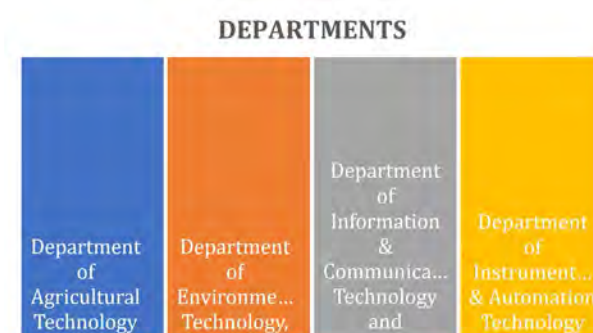 DEPARTMENTS
Department
of
Agricultural
Technology
Department
of
Environme...
Technology,
Department
of
Information
&
Communica...
Technology
and
Department
of
Instrument...
& Automation
Technology